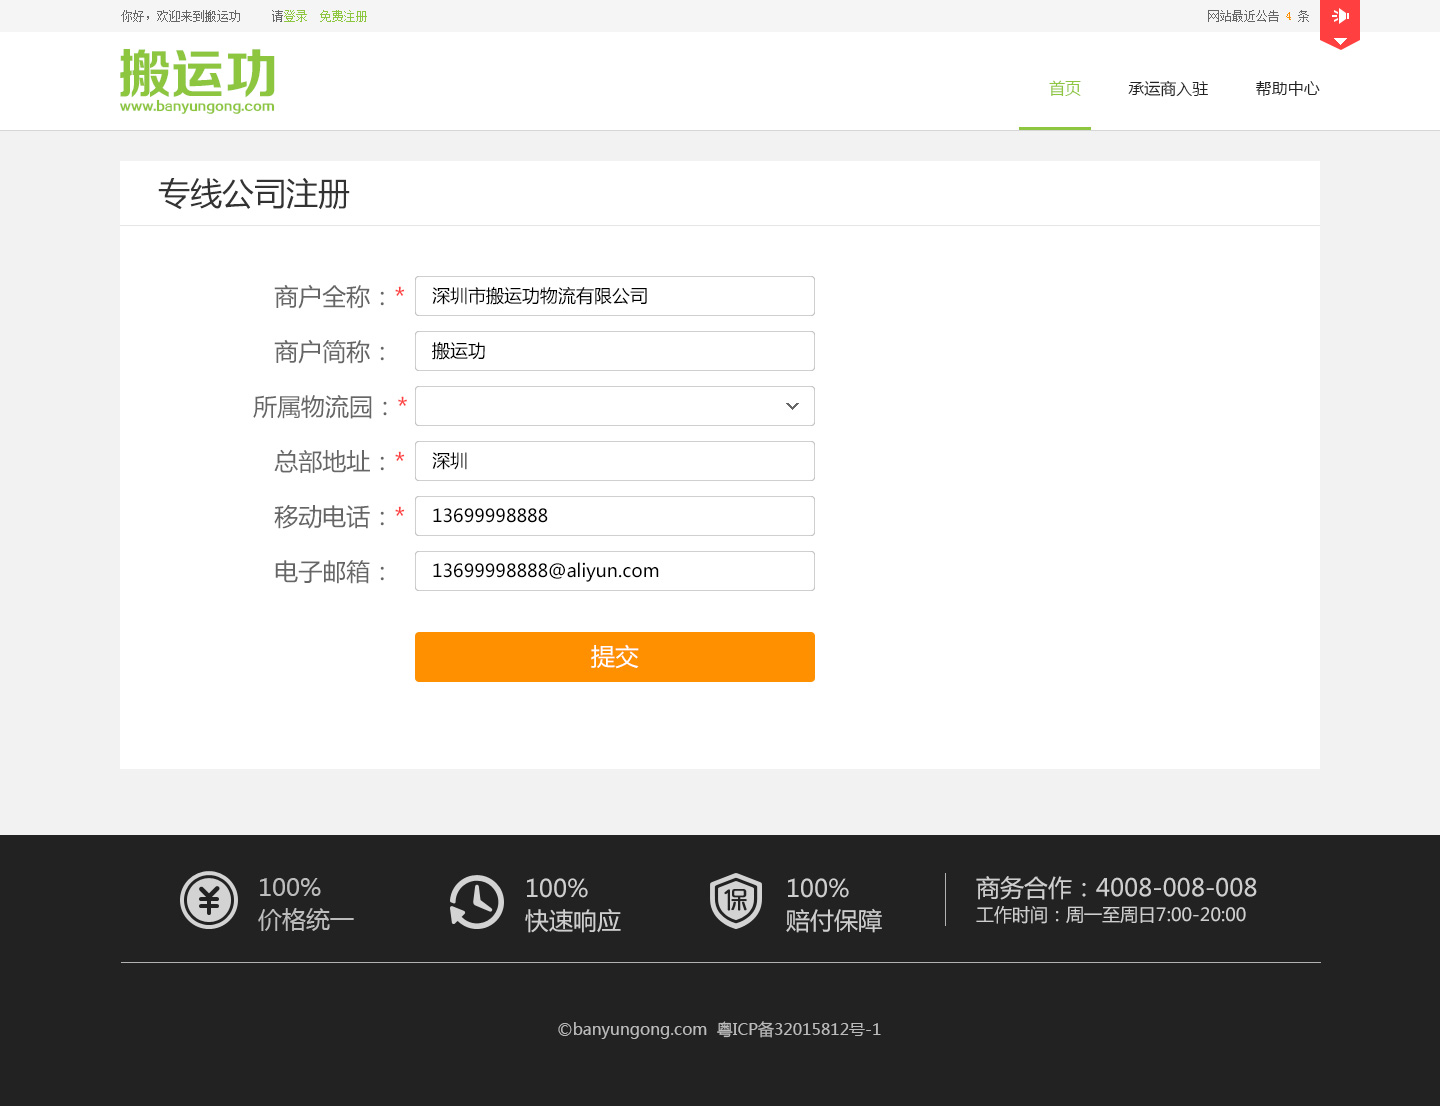 你好，欢迎来到搬运功 请登录 免费注册 网站最近公告 4 条
搬运功
www.banyungong.com
首页 承运商入驻 帮助中心
专线公司注册
商户全称：* 深圳市搬运功物流有限公司
商户简称： 搬运功
所属物流园：*
总部地址：* 深圳
移动电话：* 13699998888
电子邮箱： 13699998888@aliyun.com
提交
¥ 100%
价格统一
100%
快速响应
保 100%
赔付保障
商务合作：4008-008-008
工作时间：周一至周日7:00-20:00
©banyungong.com 粤ICP备32015812号-1